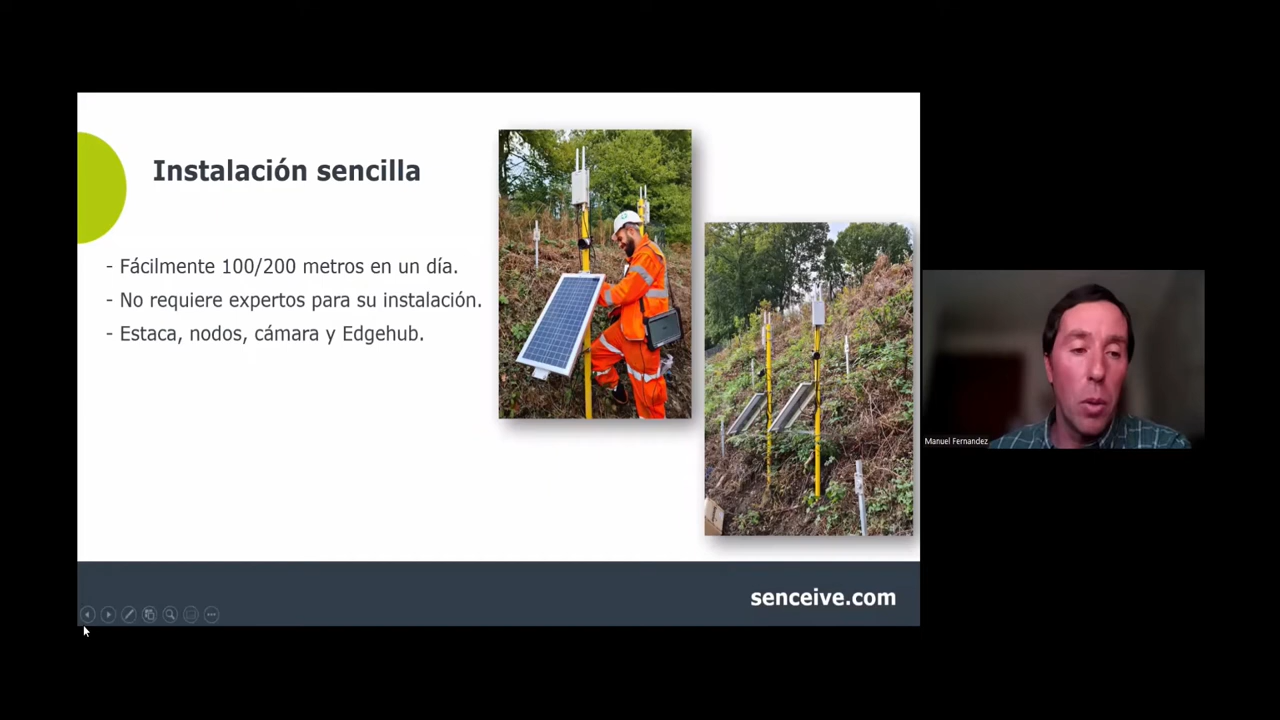 Instalación sencilla
- Fácilmente 100/200 metros en un día.
- No requiere expertos para su instalación.
- Estaca, nodos, cámara y Edgehub.
Manuel Fernandez
senceive.com